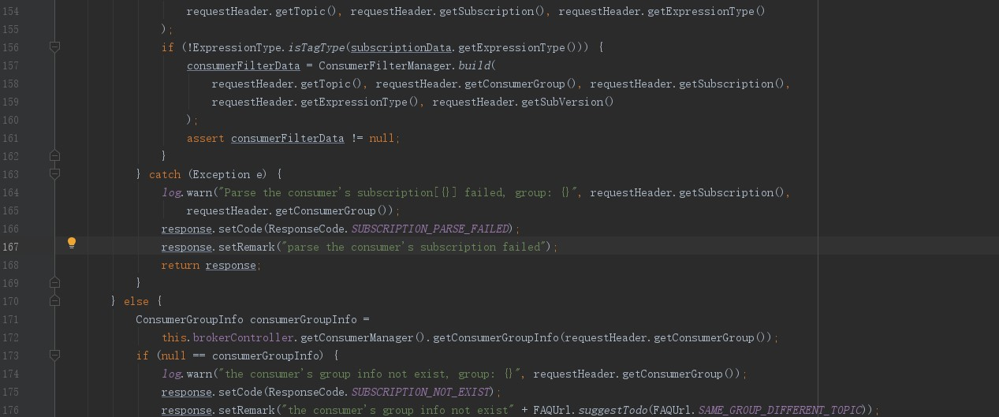 154 requestHeader.getTopic(), requestHeader.getSubscription(), requestHeader.getExpressionType()
155 );
156 if (!ExpressionType.isTagType(subscriptionData.getExpressionType())) {
157 consumerFilterData = ConsumerFilterManager.build(
158 requestHeader.getTopic(), requestHeader.getConsumerGroup(), requestHeader.getSubscription(),
159 requestHeader.getExpressionType(), requestHeader.getSubVersion()
160 );
161 assert consumerFilterData != null;
162 }
163 } catch (Exception e) {
164 log.warn("Parse the consumer's subscription[{}] failed, group: {}", requestHeader.getSubscription(),
165 requestHeader.getConsumerGroup());
166 response.setCode(ResponseCode.SUBSCRIPTION_PARSE_FAILED);
167 response.setRemark("parse the consumer's subscription failed");
168 return response;
169 }
170 } else {
171 ConsumerGroupInfo consumerGroupInfo =
172 this.brokerController.getConsumerManager().getConsumerGroupInfo(requestHeader.getConsumerGroup());
173 if (null == consumerGroupInfo) {
174 log.warn("the consumer's group info not exist, group: {}", requestHeader.getConsumerGroup());
175 response.setCode(ResponseCode.SUBSCRIPTION_NOT_EXIST);
176 response.setRemark("the consumer's group info not exist" + FAQUrl.suggestTodo(FAQUrl.SAME_GROUP_DIFFERENT_TOPIC));